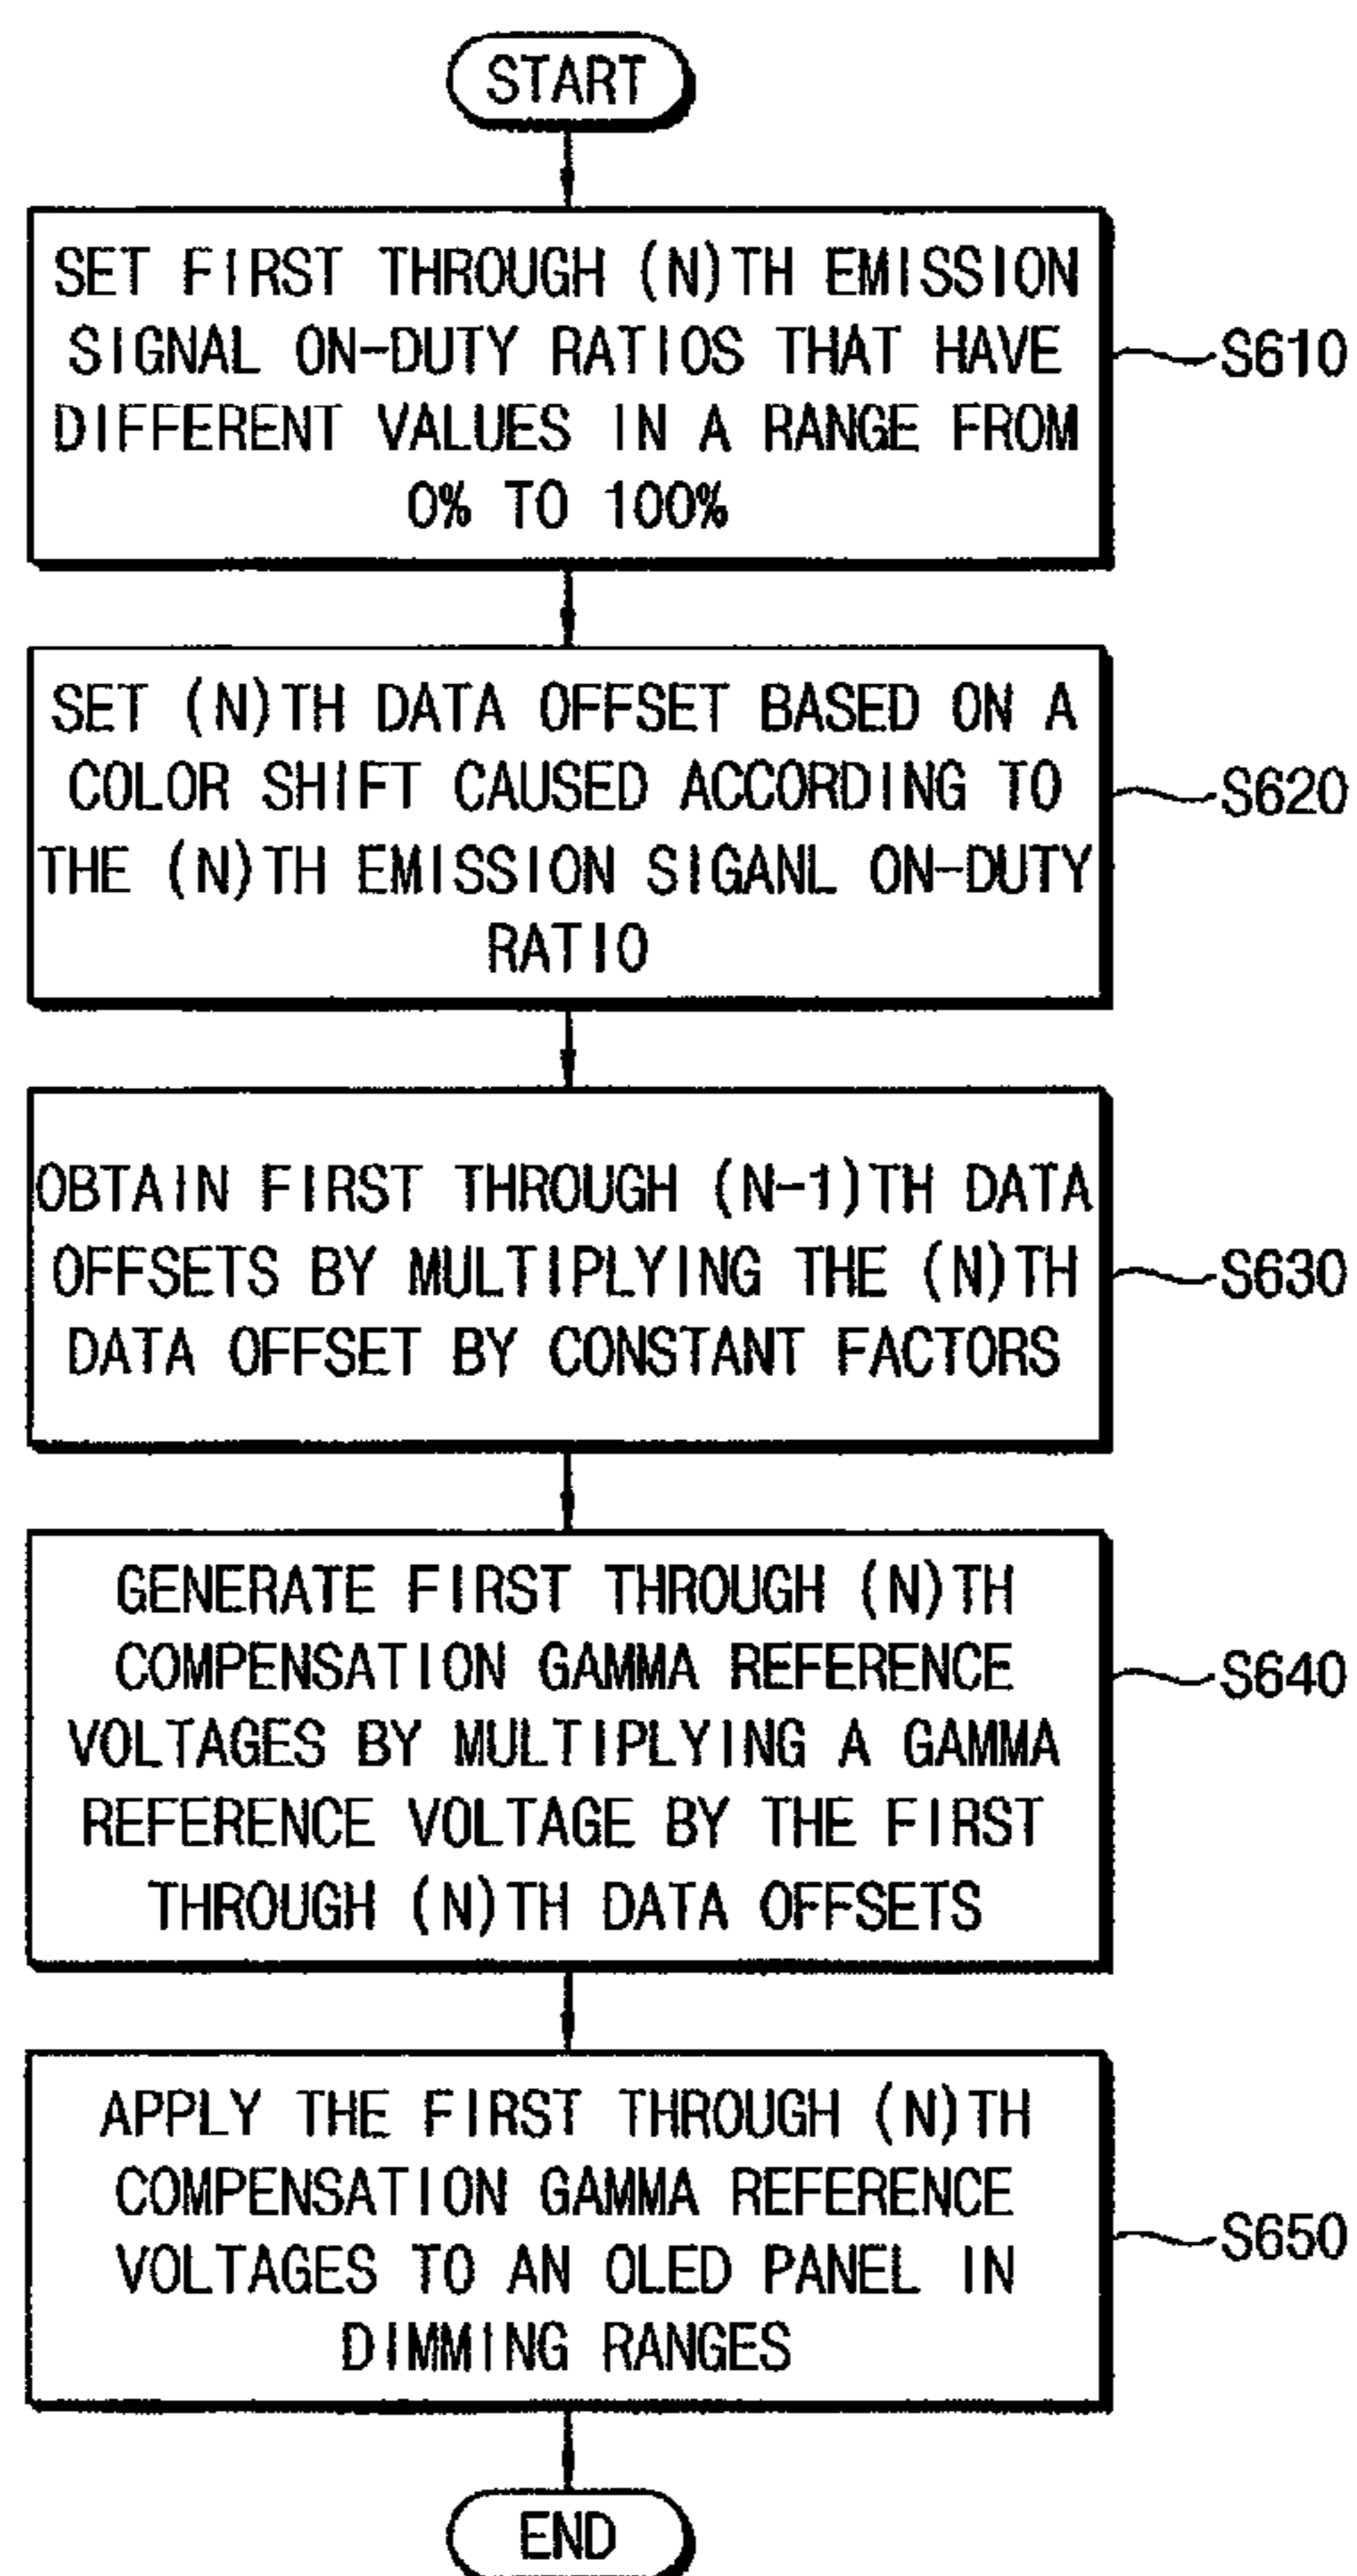 START
SET FIRST THROUGH (N)TH EMISSION
SIGNAL ON-DUTY RATIOS THAT HAVE
DIFFERENT VALUES IN A RANGE FROM
0% TO 100%
S610
SET (N)TH DATA OFFSET BASED ON A
COLOR SHIFT CAUSED ACCORDING TO
THE (N)TH EMISSION SIGANL ON-DUTY
RATIO
S620
OBTAIN FIRST THROUGH (N-1)TH DATA
OFFSETS BY MULTIPLYING THE (N)TH
DATA OFFSET BY CONSTANT FACTORS
S630
GENERATE FIRST THROUGH (N)TH
COMPENSATION GAMMA REFERENCE
VOLTAGES BY MULTIPLYING A GAMMA
REFERENCE VOLTAGE BY THE FIRST
THROUGH (N)TH DATA OFFSETS
S640
APPLY THE FIRST THROUGH (N)TH
COMPENSATION GAMMA REFERENCE
VOLTAGES TO AN OLED PANEL IN
DIMMING RANGES
S650
END